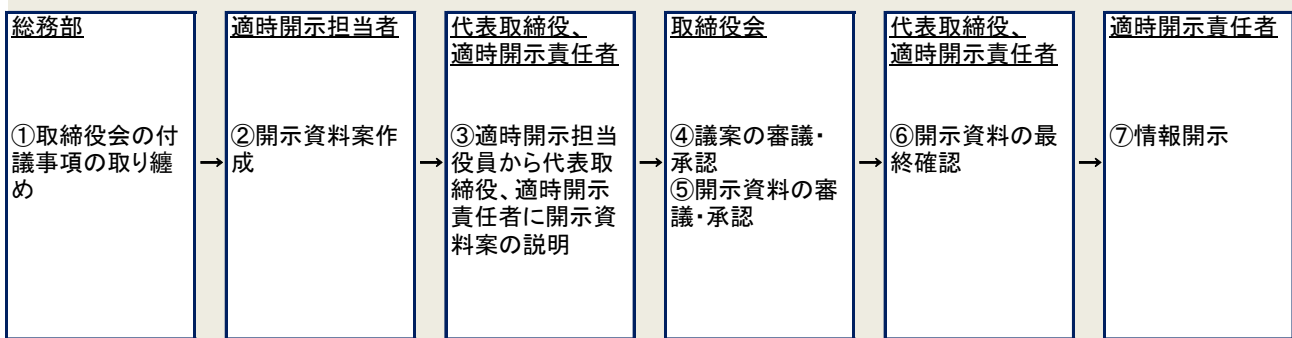 総務部
①取締役会の付
議事項の取り纏
め
→
適時開示担当者
②開示資料案作
成
→
代表取締役、
適時開示責任者
③適時開示担当
役員から代表取
締役、適時開示
責任者に開示資
料案の説明
→
取締役会
④議案の審議・
承認
⑤開示資料の審
議・承認
→
代表取締役、
適時開示責任者
⑥開示資料の最
終確認
→
適時開示責任者
⑦情報開示